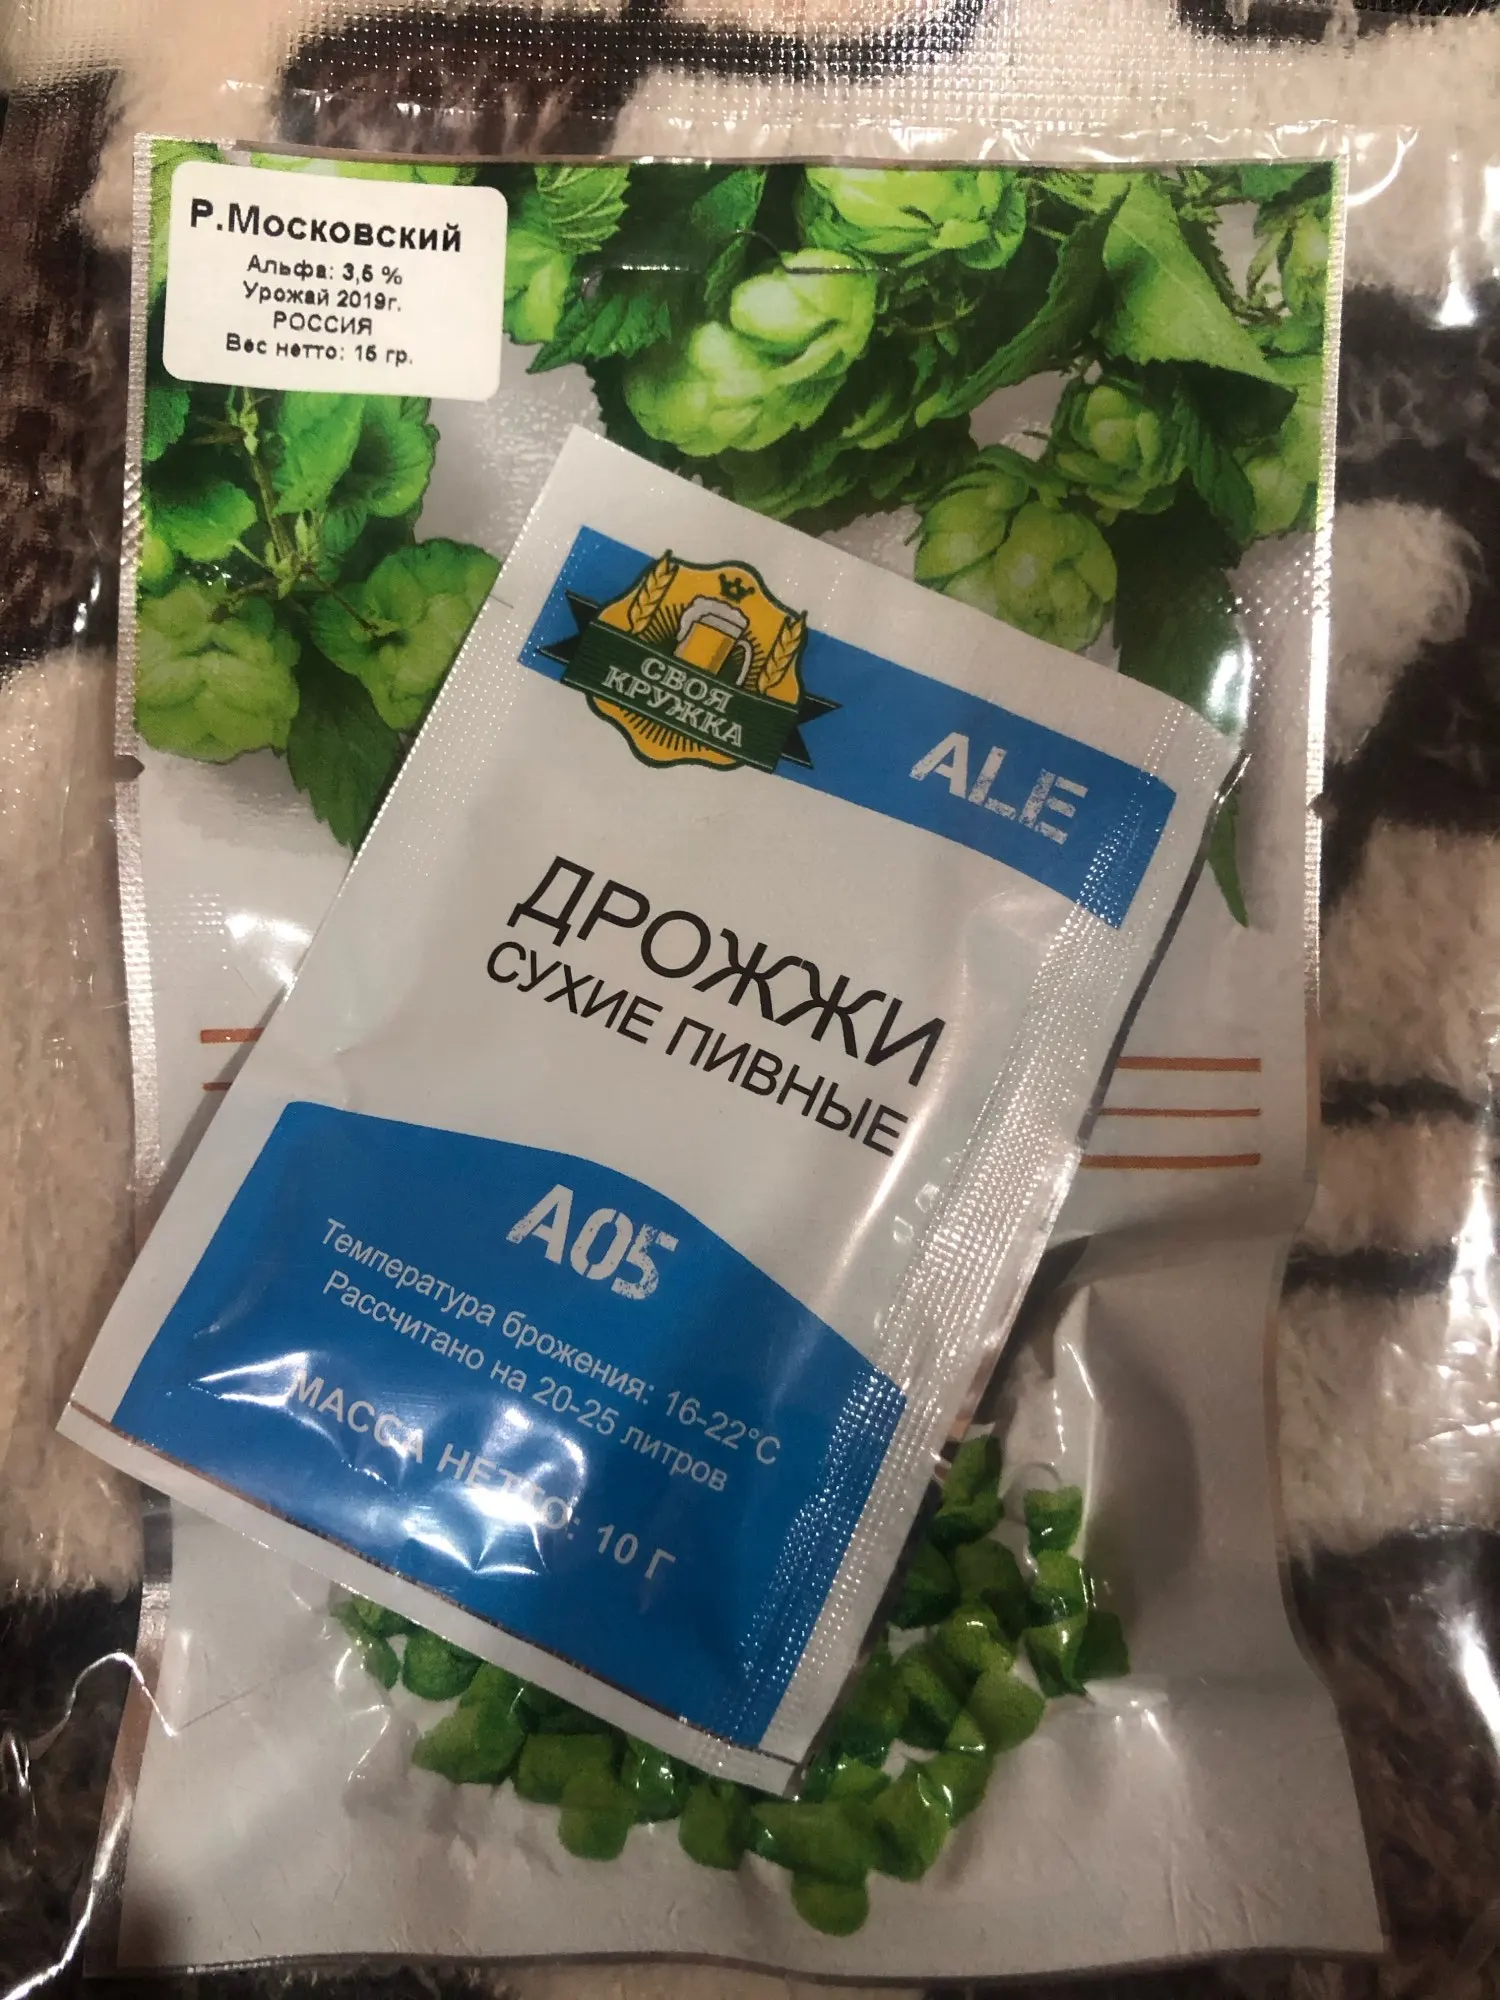 Р.Московский
Альфа: 3,5 %
Урожай 2019г.
РОССИЯ
Вес нетто: 15 гр.
СВОЯ
КРУЖКА
ALE
ДРОЖЖИ
СУХИЕ ПИВНЫЕ
A05
Температура брожения: 16-22°C
Рассчитано на 20-25 литров
МАССА НЕТТО: 10 Г